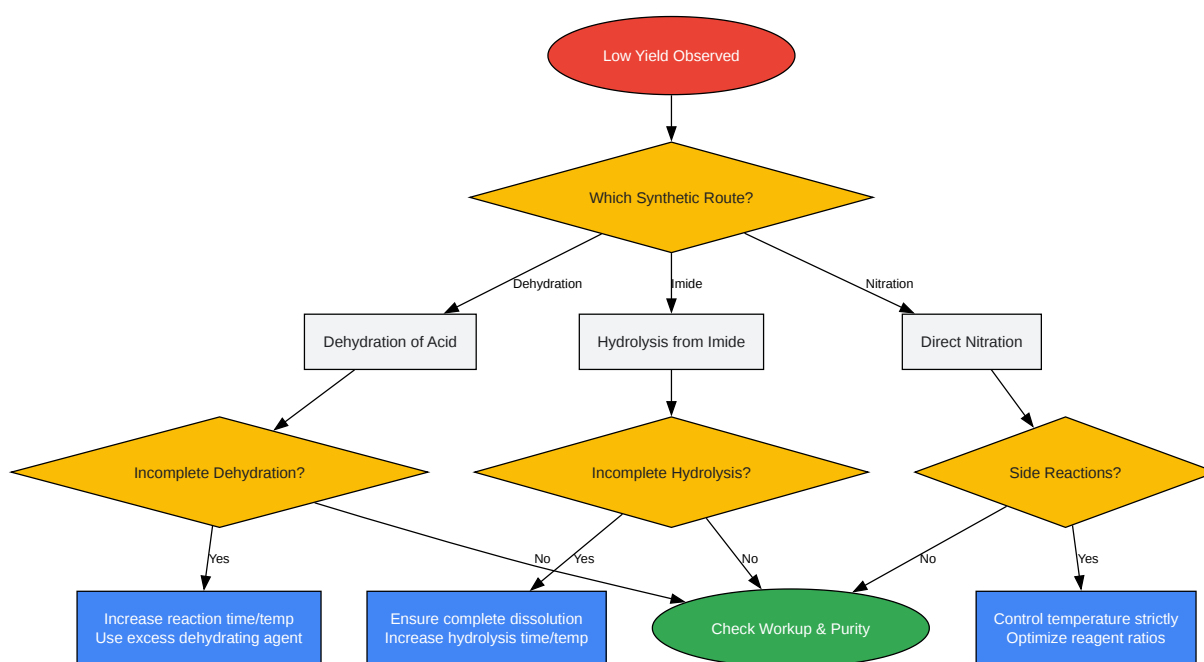 Low Yield Observed
Which Synthetic Route?
Dehydration
Imide
Nitration
Dehydration of Acid
Hydrolysis from Imide
Direct Nitration
Incomplete Dehydration?
Incomplete Hydrolysis?
Side Reactions?
Yes
No
Yes
No
No
Yes
Increase reaction time/temp
Use excess dehydrating agent
Ensure complete dissolution
Increase hydrolysis time/temp
Check Workup & Purity
Control temperature strictly
Optimize reagent ratios